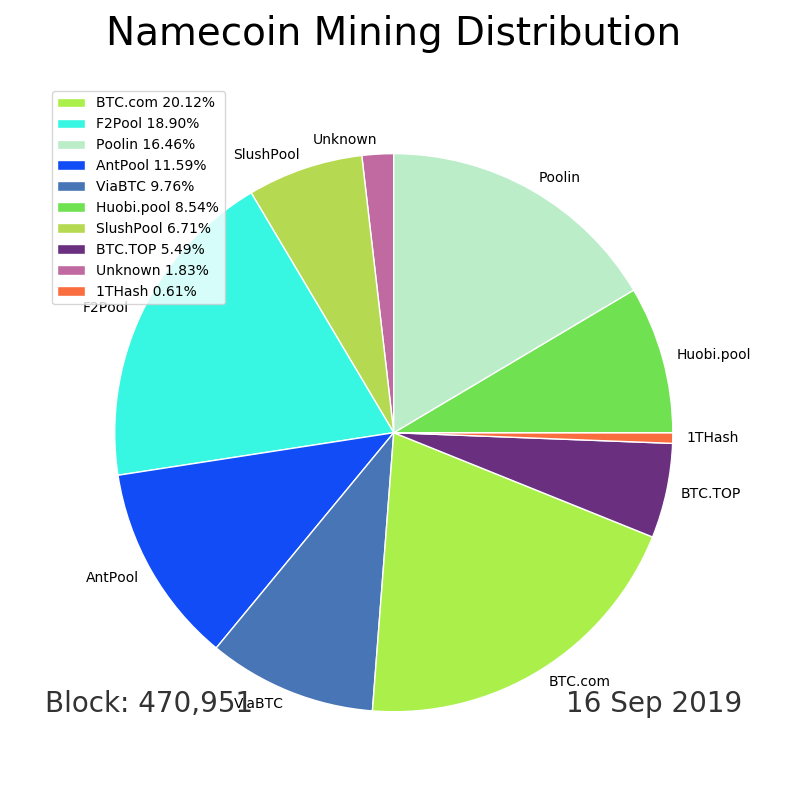 Namecoin Mining Distribution
BTC.com 20.12%
F2Pool 18.90%
Poolin 16.46%
AntPool 11.59%
ViaBTC 9.76%
Huobi.pool 8.54%
SlushPool 6.71%
BTC.TOP 5.49%
Unknown 1.83%
1THash 0.61%
Unknown
SlushPool
Poolin
F2Pool
Huobi.pool
1THash
BTC.TOP
AntPool
BTC.com
ViaBTC
Block: 470,951
16 Sep 2019